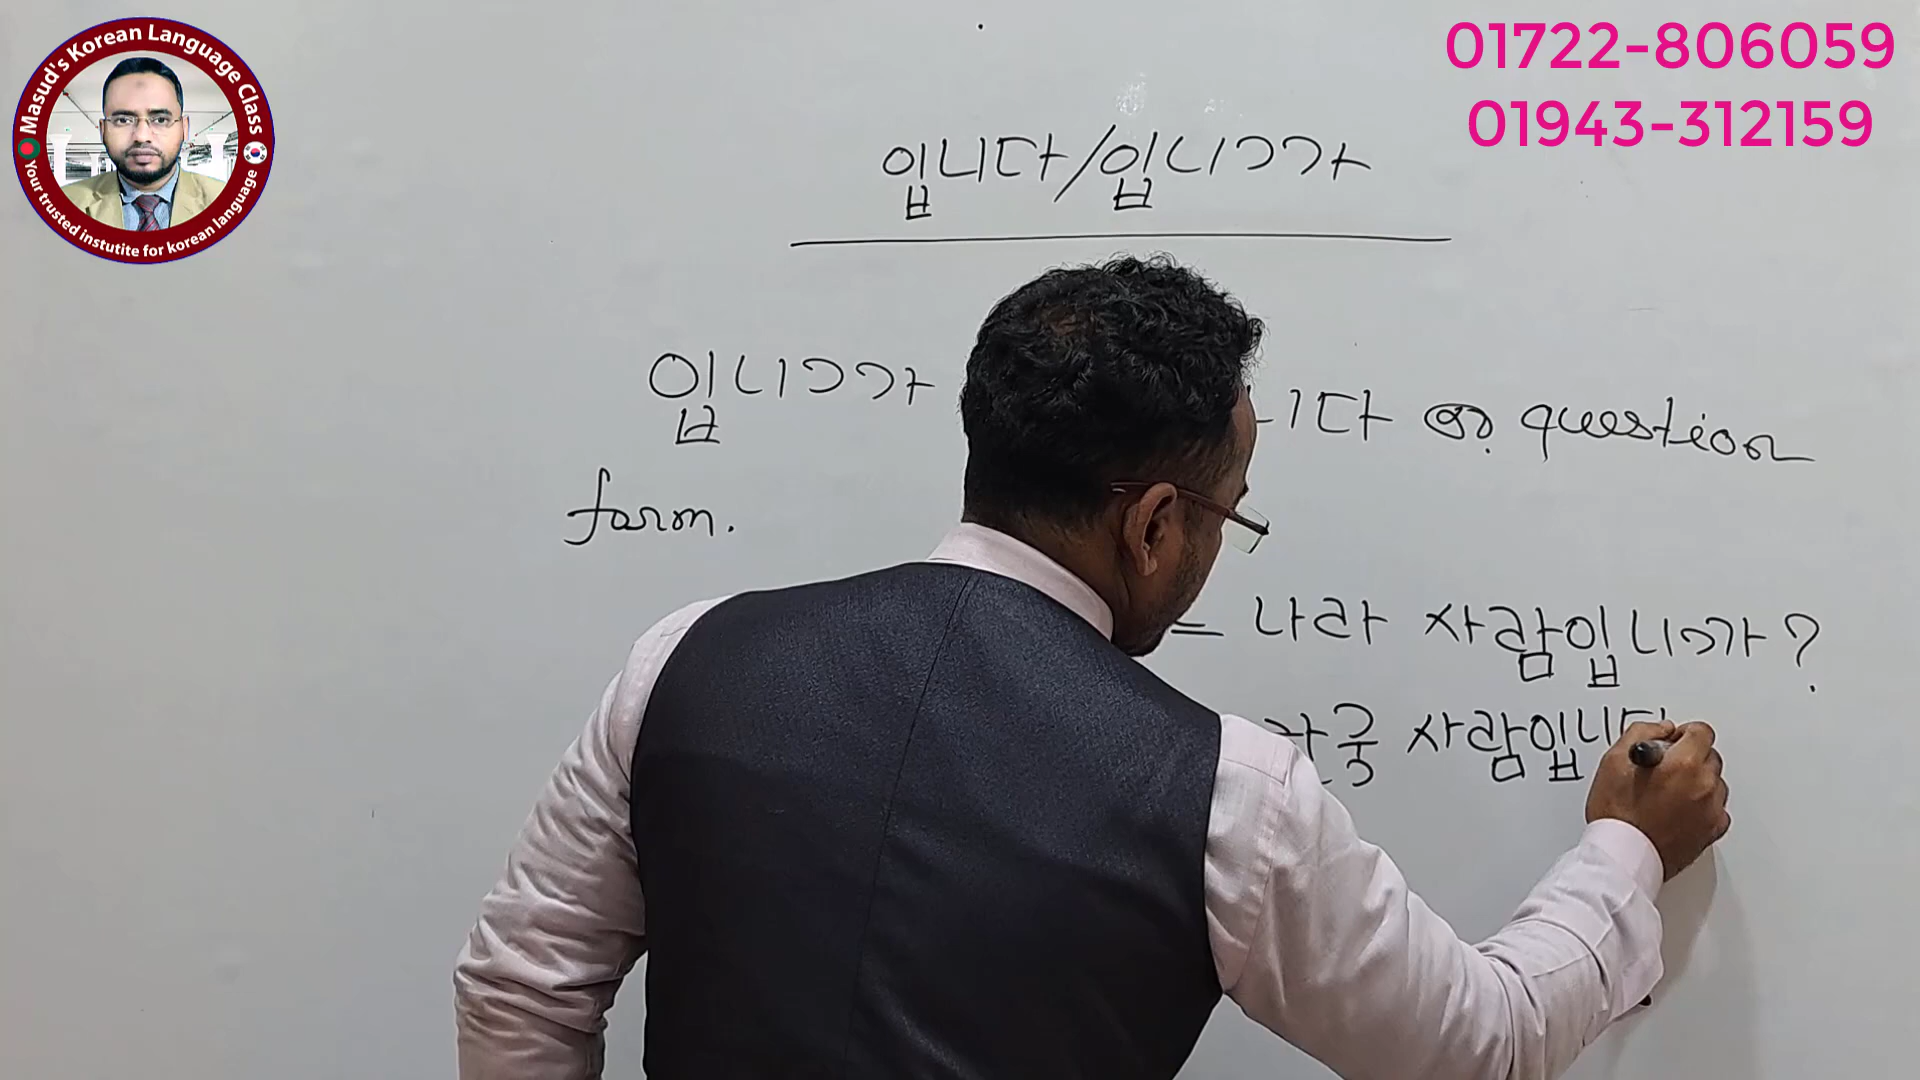 Masud's Korean Language Class
Your trusted instutite for korean language
01722-806059
01943-312159
입니다/입니까
입니까 니다 এর question
form.
= 나라 사람입니까?
국 사람입니